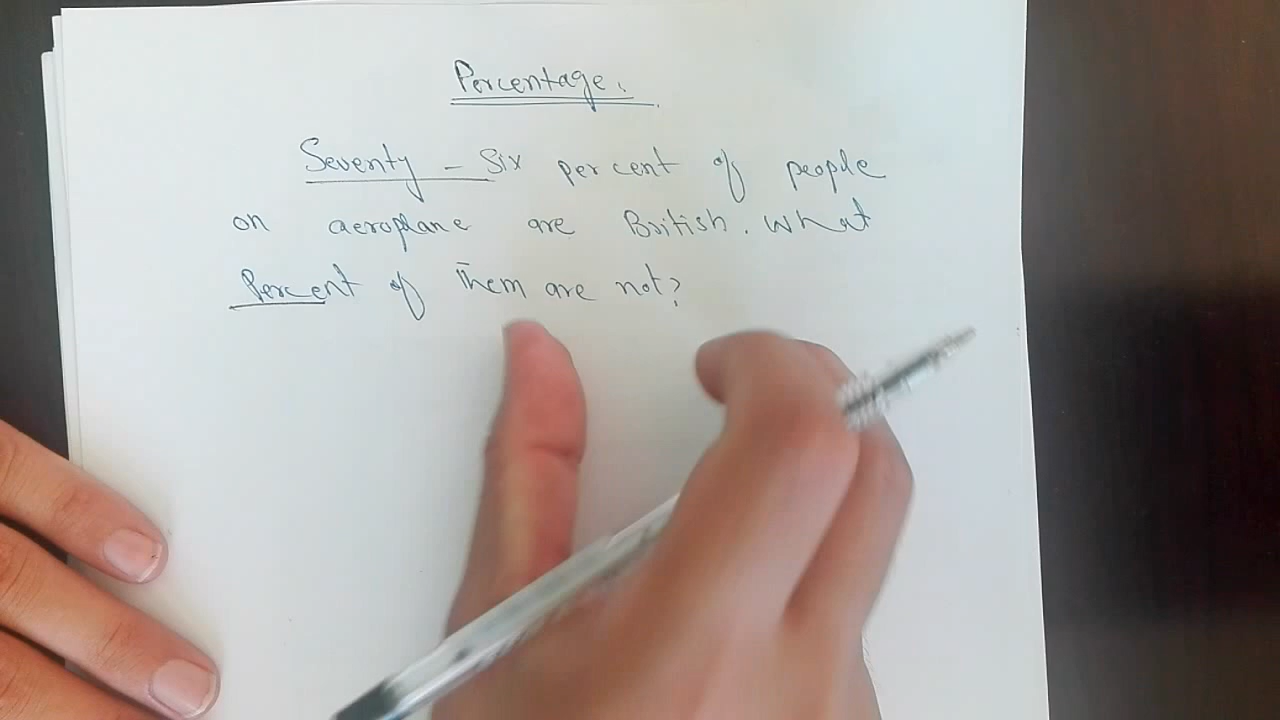 Percentage.
Seventy - Six percent of people
on aeroplane are British. What
Percent of Them are not?